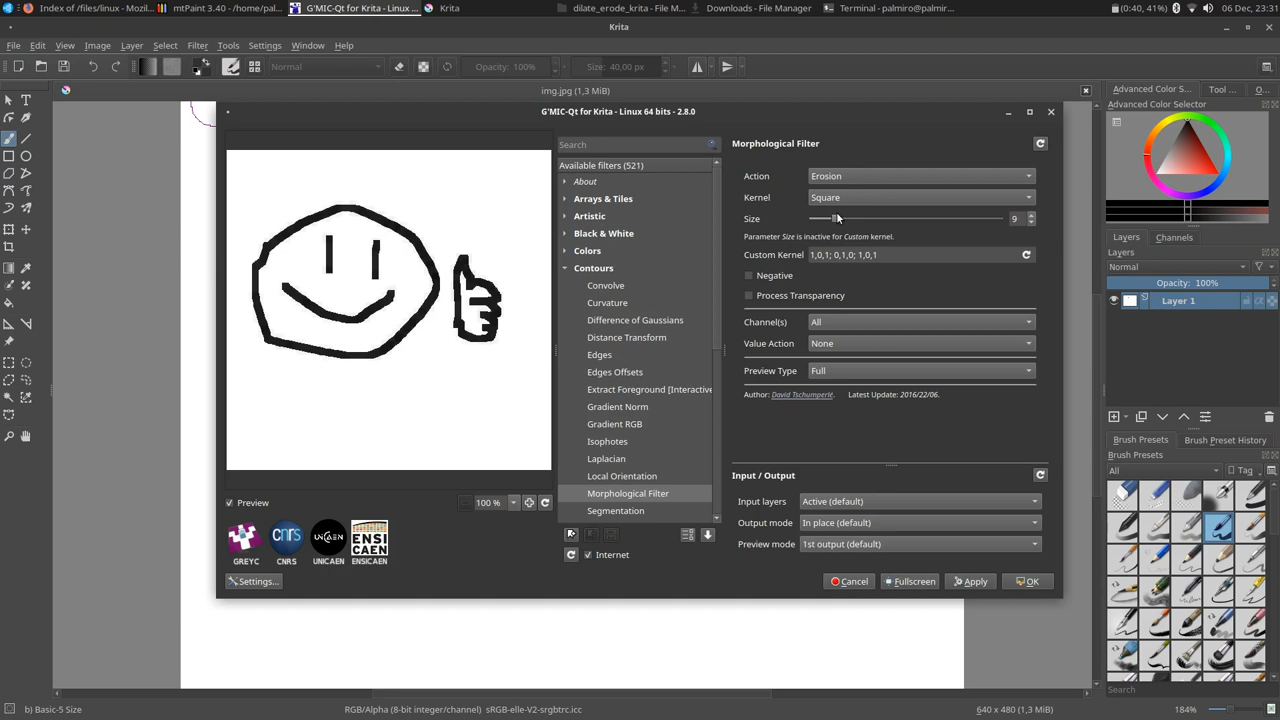 Index of /files/linux - Mozil... mtPaint 3.40 - /home/pal... G'MIC-Qt for Krita - Linux ... Krita dilate_erode_krita - File M... Downloads - File Manager Terminal - palmiro@palmir... (0:40, 41%) 06 Dec, 23:31
Krita
File Edit View Image Layer Select Filter Tools Settings Window Help
Normal Opacity: 100% Size: 40,00 px
img.jpg (1,3 MiB)
Advanced Color S... Tool ... O...
Advanced Color Selector
G'MIC-Qt for Krita - Linux 64 bits - 2.8.0
Search
Available filters (521)
About
Arrays & Tiles
Artistic
Black & White
Colors
Contours
Convolve
Curvature
Difference of Gaussians
Distance Transform
Edges
Edges Offsets
Extract Foreground [Interactive
Gradient Norm
Gradient RGB
Isophotes
Laplacian
Local Orientation
Morphological Filter
Segmentation
Internet
Morphological Filter
Action Erosion
Kernel Square
Size 9
Parameter Size is inactive for Custom kernel.
Custom Kernel 1,0,1; 0,1,0; 1,0,1
Negative
Process Transparency
Channel(s) All
Value Action None
Preview Type Full
Author: David Tschumperlé. Latest Update: 2016/22/06.
Input / Output
Input layers Active (default)
Output mode In place (default)
Preview mode 1st output (default)
Preview 100 %
UNICAEN
ENSI
CAEN
GREYC CNRS UNICAEN ENSICAEN
Settings... Cancel Fullscreen Apply OK
Layers Channels
Layers
Normal
Opacity: 100%
Layer 1
Brush Presets Brush Preset History
Brush Presets
All Tag
Search
b) Basic-5 Size RGB/Alpha (8-bit integer/channel) sRGB-elle-V2-srgbtrc.icc 640 x 480 (1,3 MiB) 184%